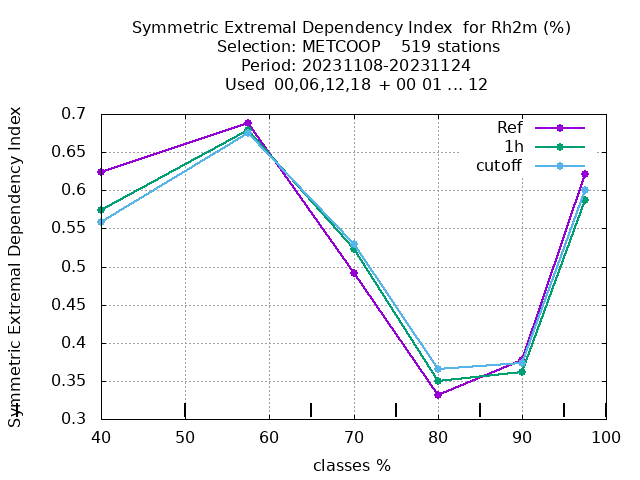 Symmetric Extremal Dependency Index  for Rh2m (%)
Selection: METCOOP    519 stations
Period: 20231108-20231124
Used  00,06,12,18  + 00 01 ... 12
Symmetric Extremal Dependency Index
0.7
0.65
0.6
0.55
0.5
0.45
0.4
0.35
0.3
Ref
1h
cutoff
40 50 60 70 80 90 100
classes %